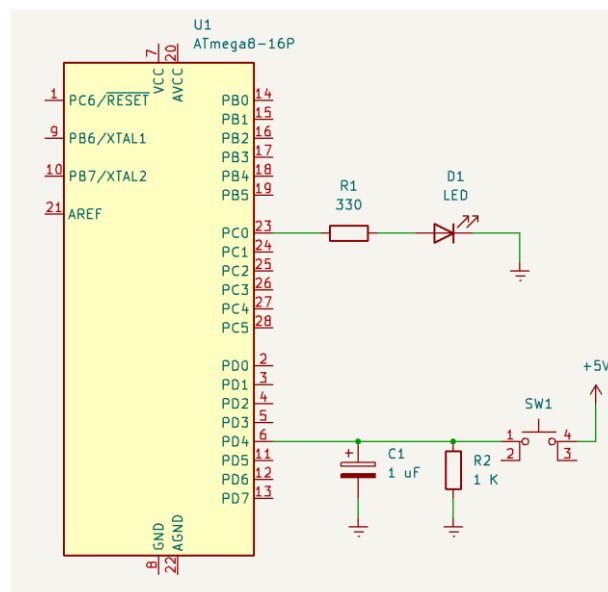 U1
ATmega8-16P
7
20
VCC
AVCC
1
PC6/RESET
9
PB6/XTAL1
10
PB7/XTAL2
21
AREF
PB0
14
PB1
15
PB2
16
PB3
17
PB4
18
PB5
19
PC0
23
PC1
24
PC2
25
PC3
26
PC4
27
PC5
28
PD0
2
PD1
3
PD2
4
PD3
5
PD4
6
PD5
11
PD6
12
PD7
13
GND
AGND
8
22
R1
330
D1
LED
+5V
SW1
1
4
2
3
+
C1
1 uF
R2
1 K